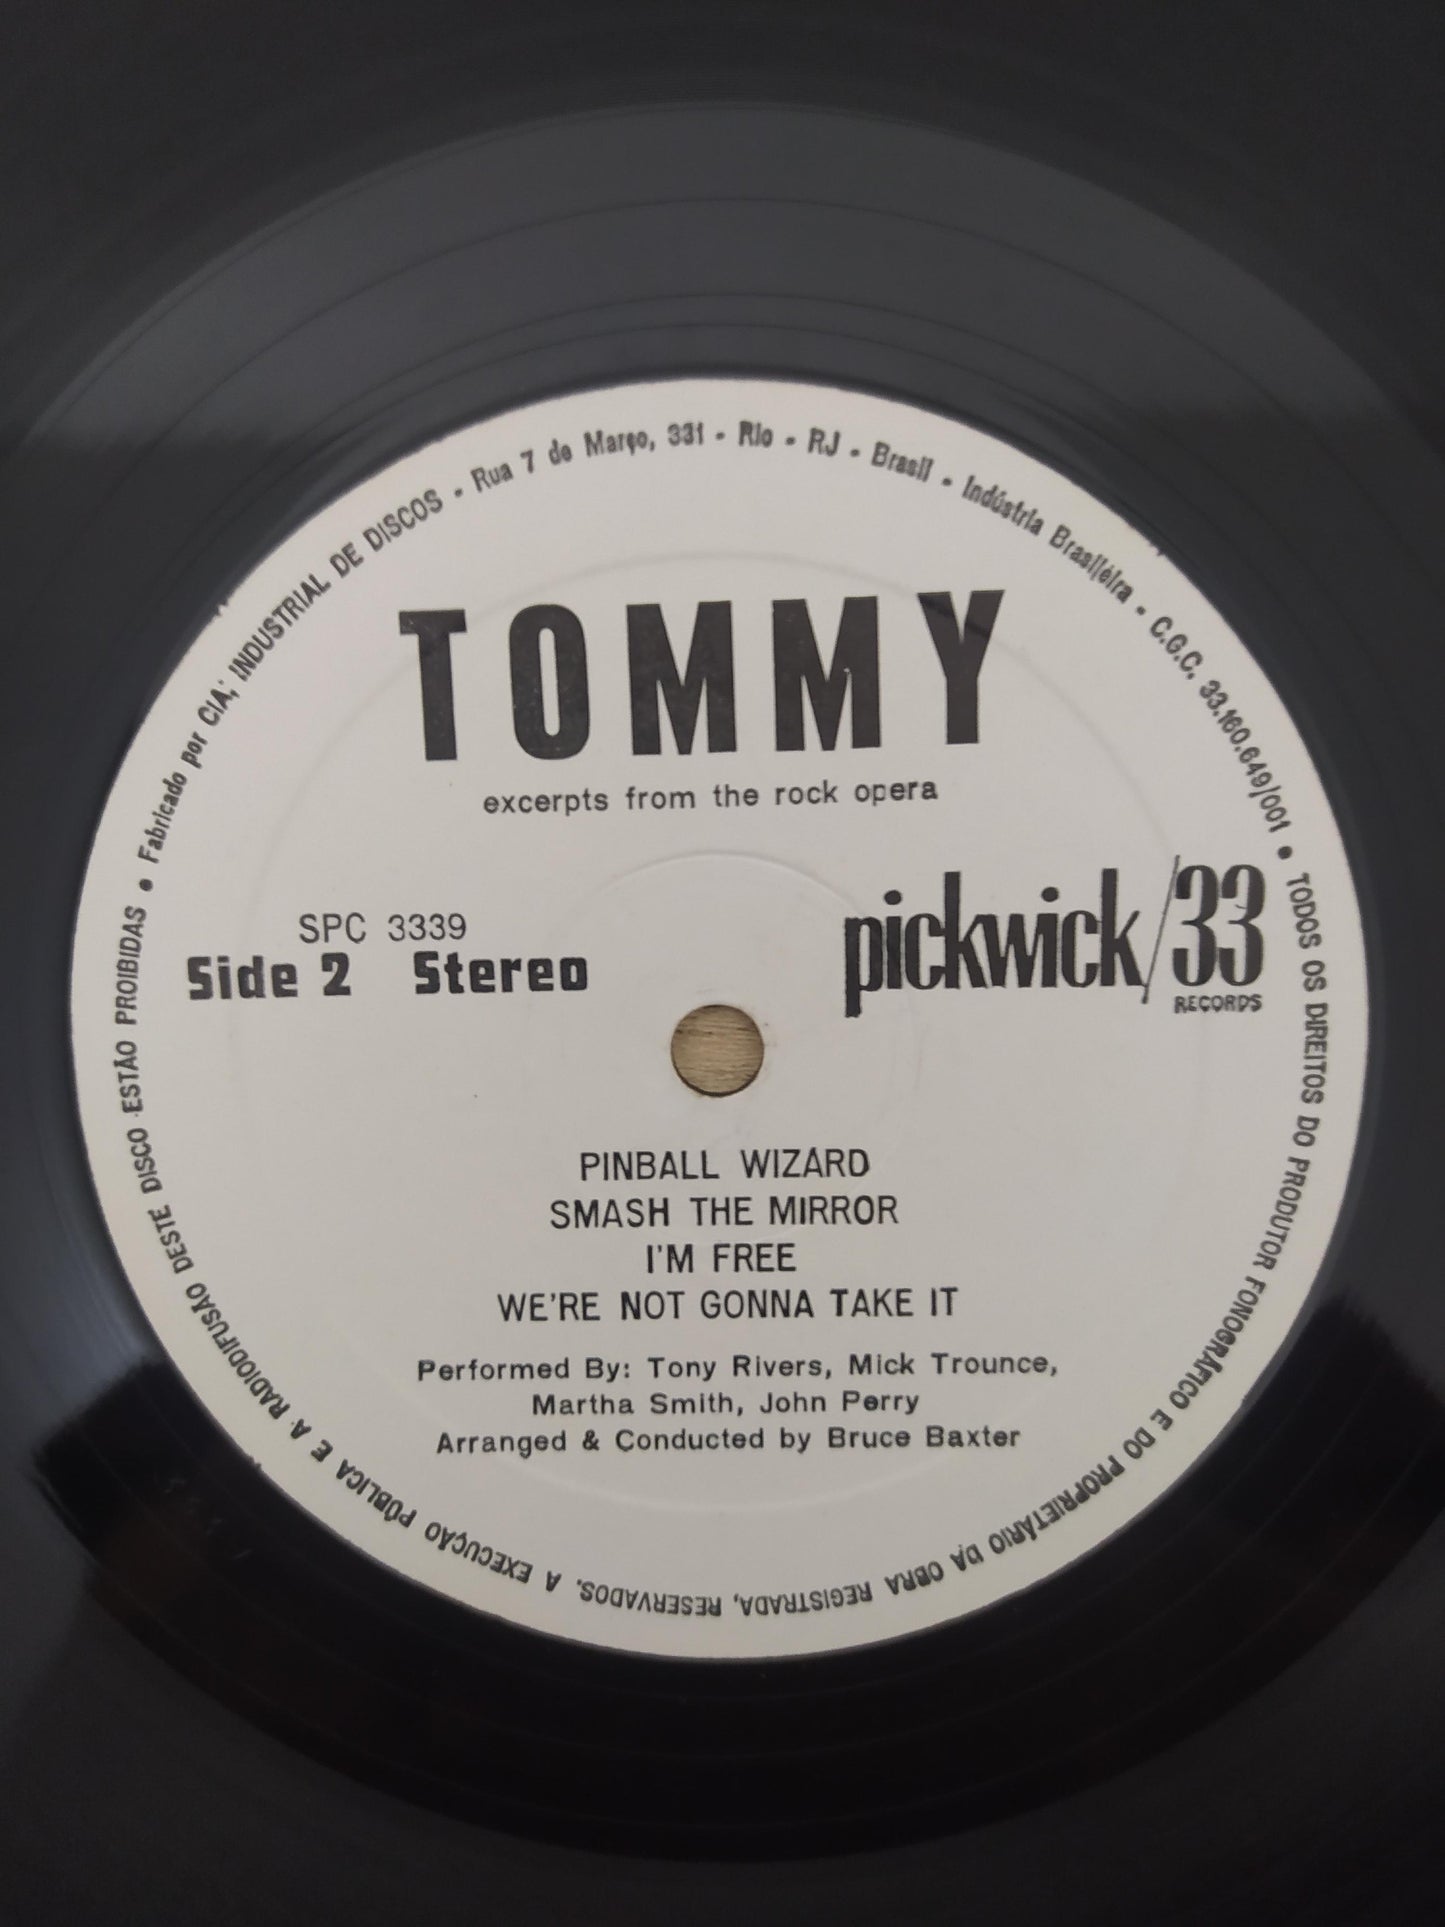 • Fabricado por CIA. INDUSTRIAL DE DISCOS - Rua 7 de Março, 331 - Rio - RJ - Brasil - Indústria Brasileira - C.G.C. 33.160.649/001 • TODOS OS DIREITOS DO PRODUTOR FONOGRÁFICO E DO PROPRIETÁRIO DA OBRA REGISTRADA, RESERVADOS. A EXECUÇÃO PÚBLICA E A RADIODIFUSÃO DESTE DISCO ESTÃO PROIBIDAS
TOMMY
excerpts from the rock opera
SPC 3339
Side 2 Stereo
pickwick/33
RECORDS
PINBALL WIZARD
SMASH THE MIRROR
I'M FREE
WE'RE NOT GONNA TAKE IT
Performed By: Tony Rivers, Mick Trounce,
Martha Smith, John Perry
Arranged & Conducted by Bruce Baxter